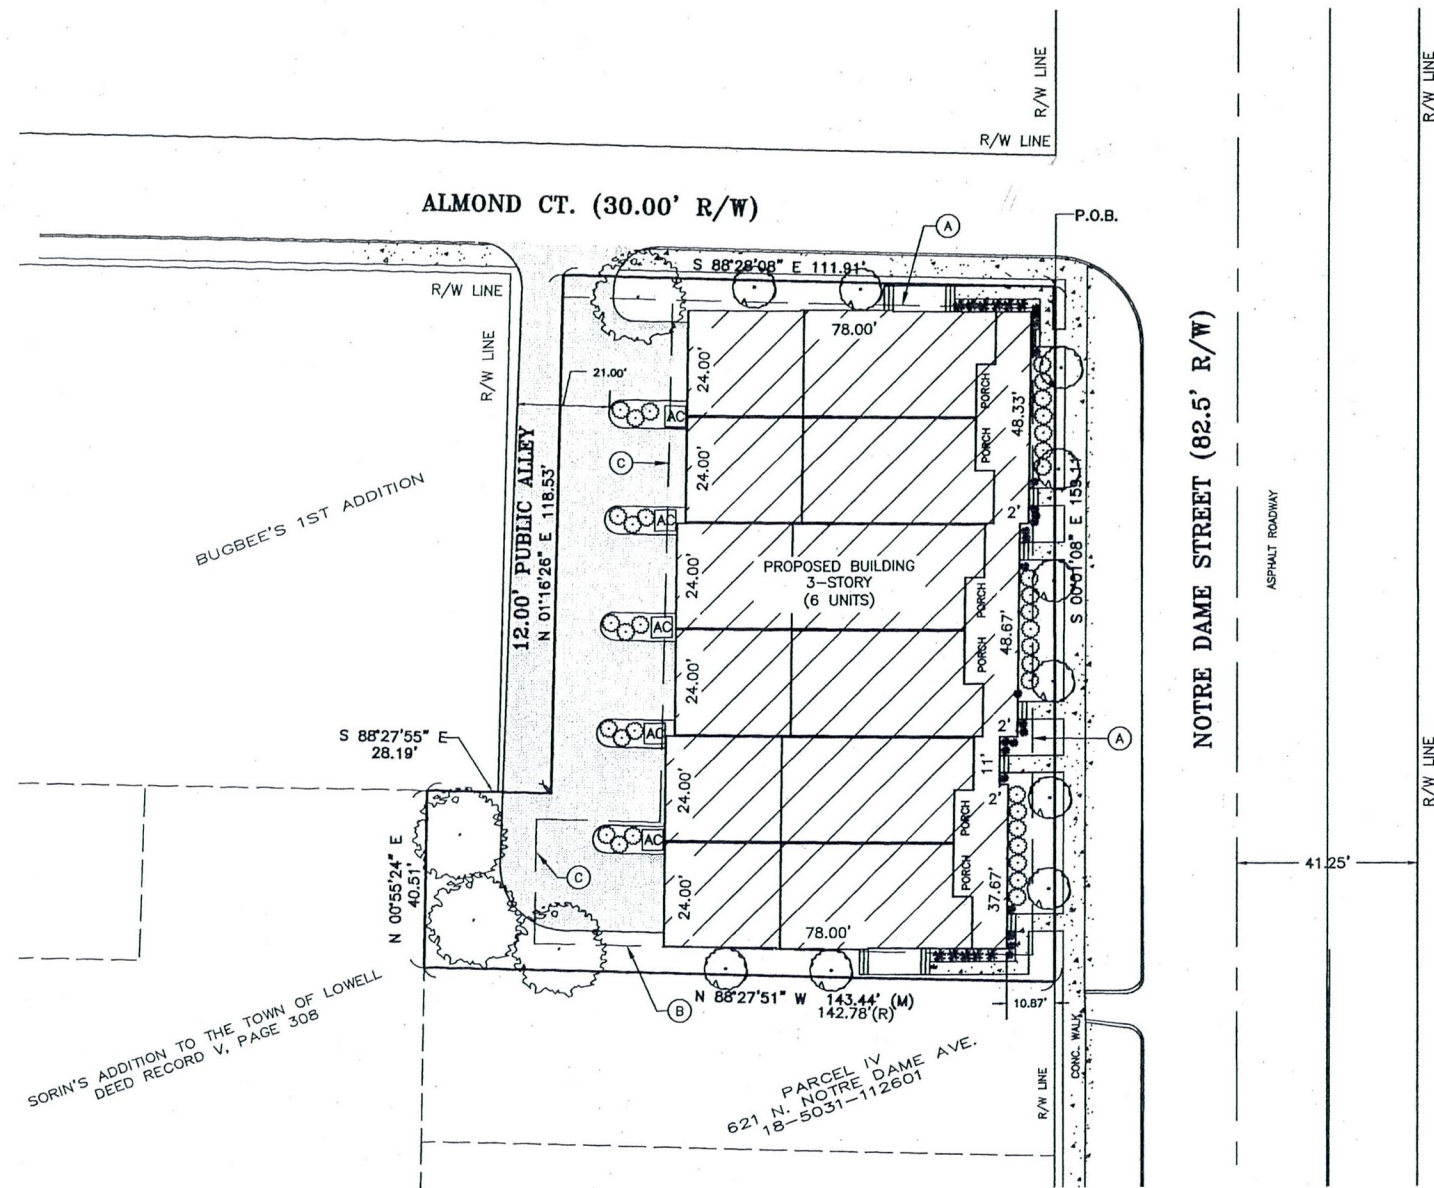 R/W LINE
R/W LINE
R/W LINE
ALMOND CT. (30.00' R/W)
A
P.O.B.
S 88°28'08" E 111.91'
R/W LINE
R/W LINE
78.00'
21.00'
24.00'
PORCH
48.33'
AC
C
24.00'
PORCH
12.00' PUBLIC ALLEY
N 01°16'26" E 118.53'
BUGBEE'S 1ST ADDITION
AC
2'
S 00°01'08" E 159.11'
NOTRE DAME STREET (82.5' R/W)
ASPHALT ROADWAY
PROPOSED BUILDING
3-STORY
(6 UNITS)
24.00'
PORCH
48.67'
AC
24.00'
PORCH
AC
2'
A
S 88°27'55" E
28.19'
R/W LINE
11'
24.00'
2'
PORCH
AC
41.25'
C
N 00°55'24" E
40.51'
24.00'
PORCH
37.67'
78.00'
B
N 88°27'51" W 143.44' (M)
142.78'(R)
10.87'
SORIN'S ADDITION TO THE TOWN OF LOWELL
DEED RECORD V, PAGE 308
PARCEL IV
621 N. NOTRE DAME AVE.
18-5031-112601
R/W LINE
CONC. WALK